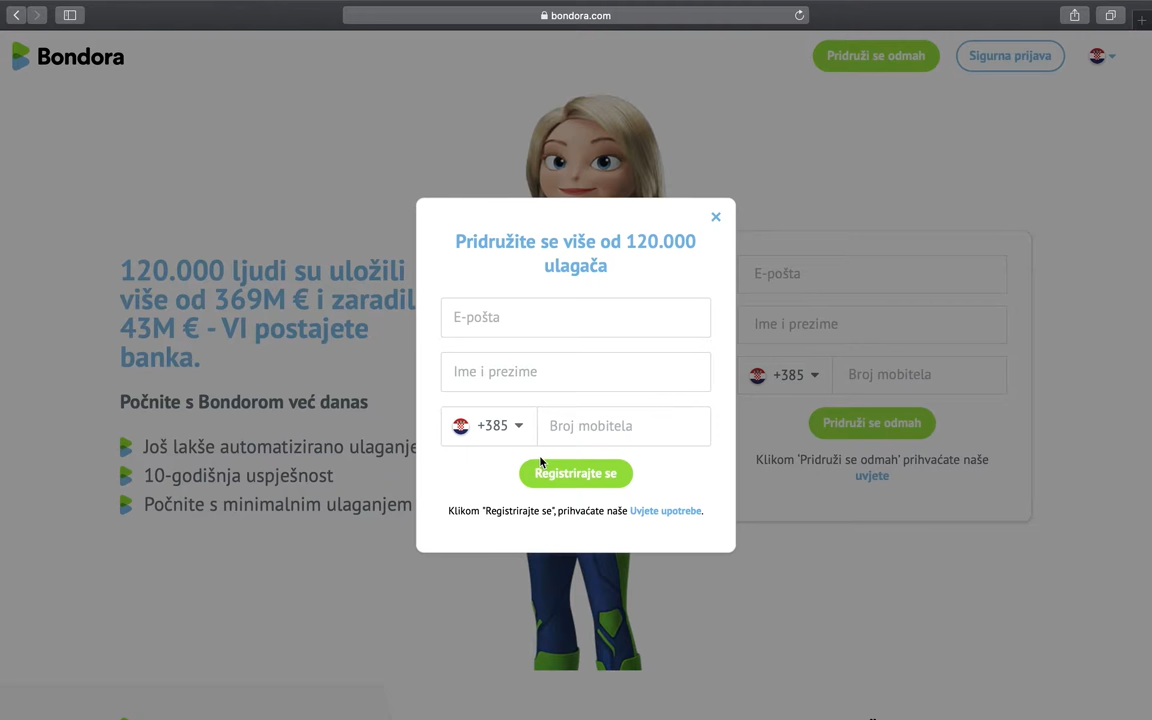 bondora.com
Bondora
Pridruži se odmah
Sigurna prijava
Pridružite se više od 120.000
ulagača
E-pošta
Ime i prezime
+385
Broj mobitela
Registrirajte se
Klikom "Registrirajte se", prihvaćate naše Uvjete upotrebe.
120.000 ljudi su uložili
više od 369M € i zaradil
43M € - VI postajete
banka.
Počnite s Bondorom već danas
Još lakše automatizirano ulaganje
10-godišnja uspješnost
Počnite s minimalnim ulaganjem
E-pošta
Ime i prezime
+385
Broj mobitela
Pridruži se odmah
Klikom 'Pridruži se odmah' prihvaćate naše
uvjete